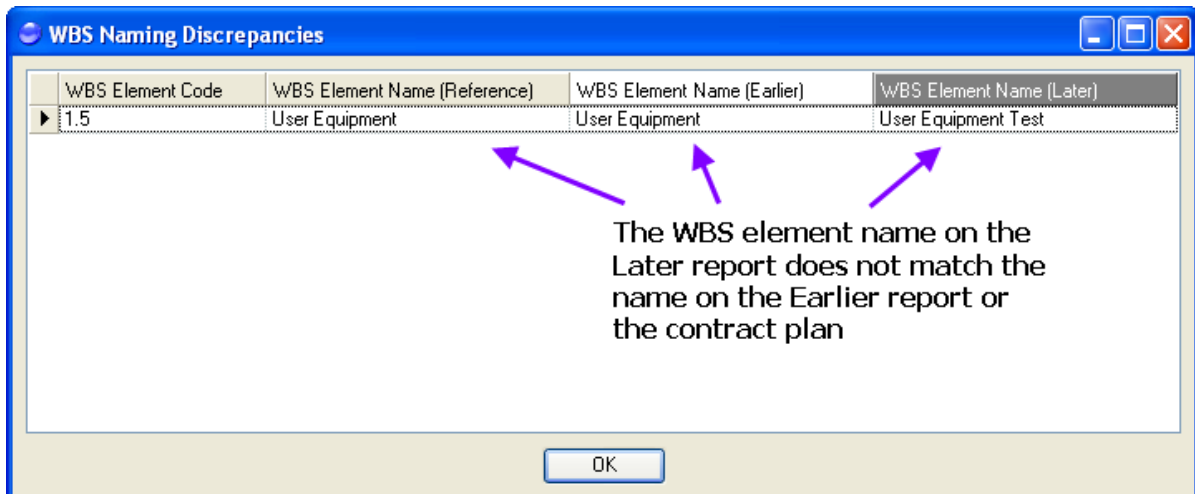 WBS Naming Discrepancies
WBS Element Code WBS Element Name (Reference) WBS Element Name (Earlier) WBS Element Name (Later)
1.5 User Equipment User Equipment User Equipment Test
The WBS element name on the
Later report does not match the
name on the Earlier report or
the contract plan
OK